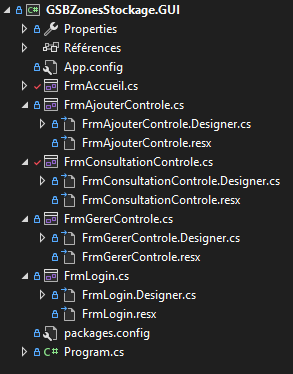 GSBZonesStockage.GUI
Properties
Références
App.config
FrmAccueil.cs
FrmAjouterControle.cs
FrmAjouterControle.Designer.cs
FrmAjouterControle.resx
FrmConsultationControle.cs
FrmConsultationControle.Designer.cs
FrmConsultationControle.resx
FrmGererControle.cs
FrmGererControle.Designer.cs
FrmGererControle.resx
FrmLogin.cs
FrmLogin.Designer.cs
FrmLogin.resx
packages.config
C# Program.cs